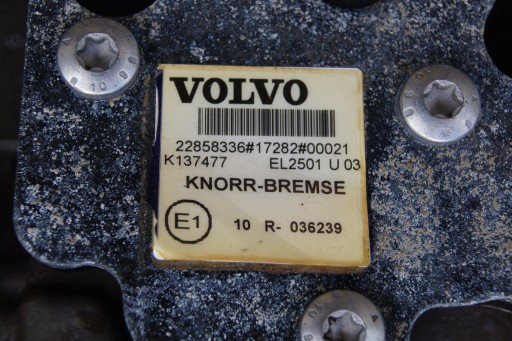 VOLVO
22858336#17282#00021
K137477 EL2501 U 03
KNORR-BREMSE
E1 10 R- 036239